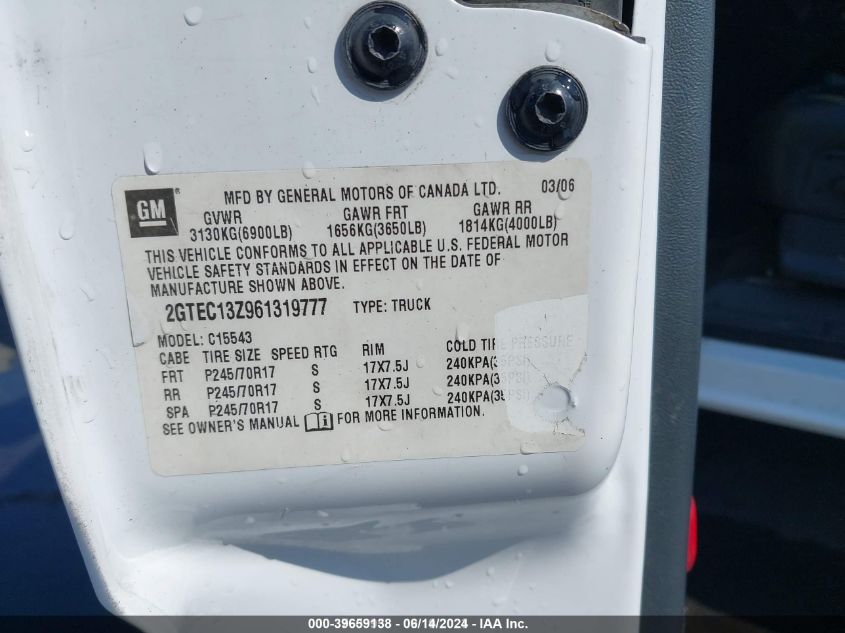 GM
MFD BY GENERAL MOTORS OF CANADA LTD. 03/06
GVWR GAWR FRT GAWR RR
3130KG(6900LB) 1656KG(3650LB) 1814KG(4000LB)
THIS VEHICLE CONFORMS TO ALL APPLICABLE U.S. FEDERAL MOTOR
VEHICLE SAFETY STANDARDS IN EFFECT ON THE DATE OF
MANUFACTURE SHOWN ABOVE.
2GTEC13Z961319777 TYPE: TRUCK
MODEL: C15543
CABE TIRE SIZE SPEED RTG RIM COLD TIRE PRESSURE
FRT P245/70R17 S 17X7.5J 240KPA(35PSI)
RR P245/70R17 S 17X7.5J 240KPA(35PSI)
SPA P245/70R17 S 17X7.5J 240KPA(35PSI)
SEE OWNER'S MANUAL FOR MORE INFORMATION.
000-39659138 - 06/14/2024 - IAA Inc.